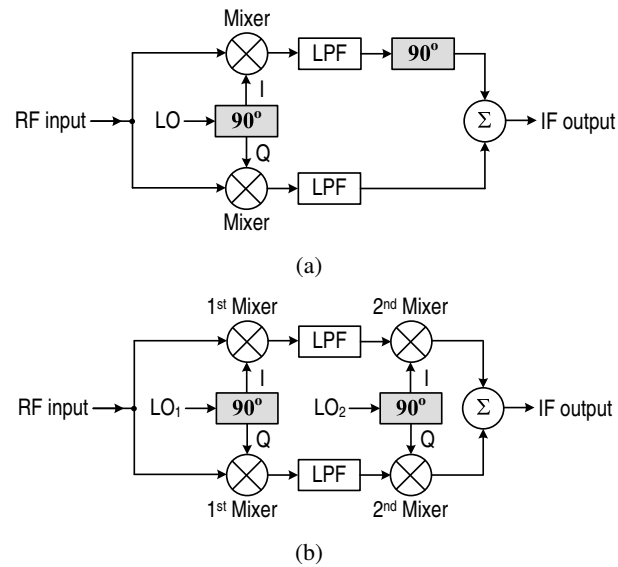 Mixer
LPF
90°
I
RF input
LO
90°
Σ
IF output
Q
LPF
Mixer
(a)
1st Mixer
2nd Mixer
LPF
I
I
RF input
LO1
90°
LO2
90°
Σ
IF output
Q
Q
LPF
1st Mixer
2nd Mixer
(b)